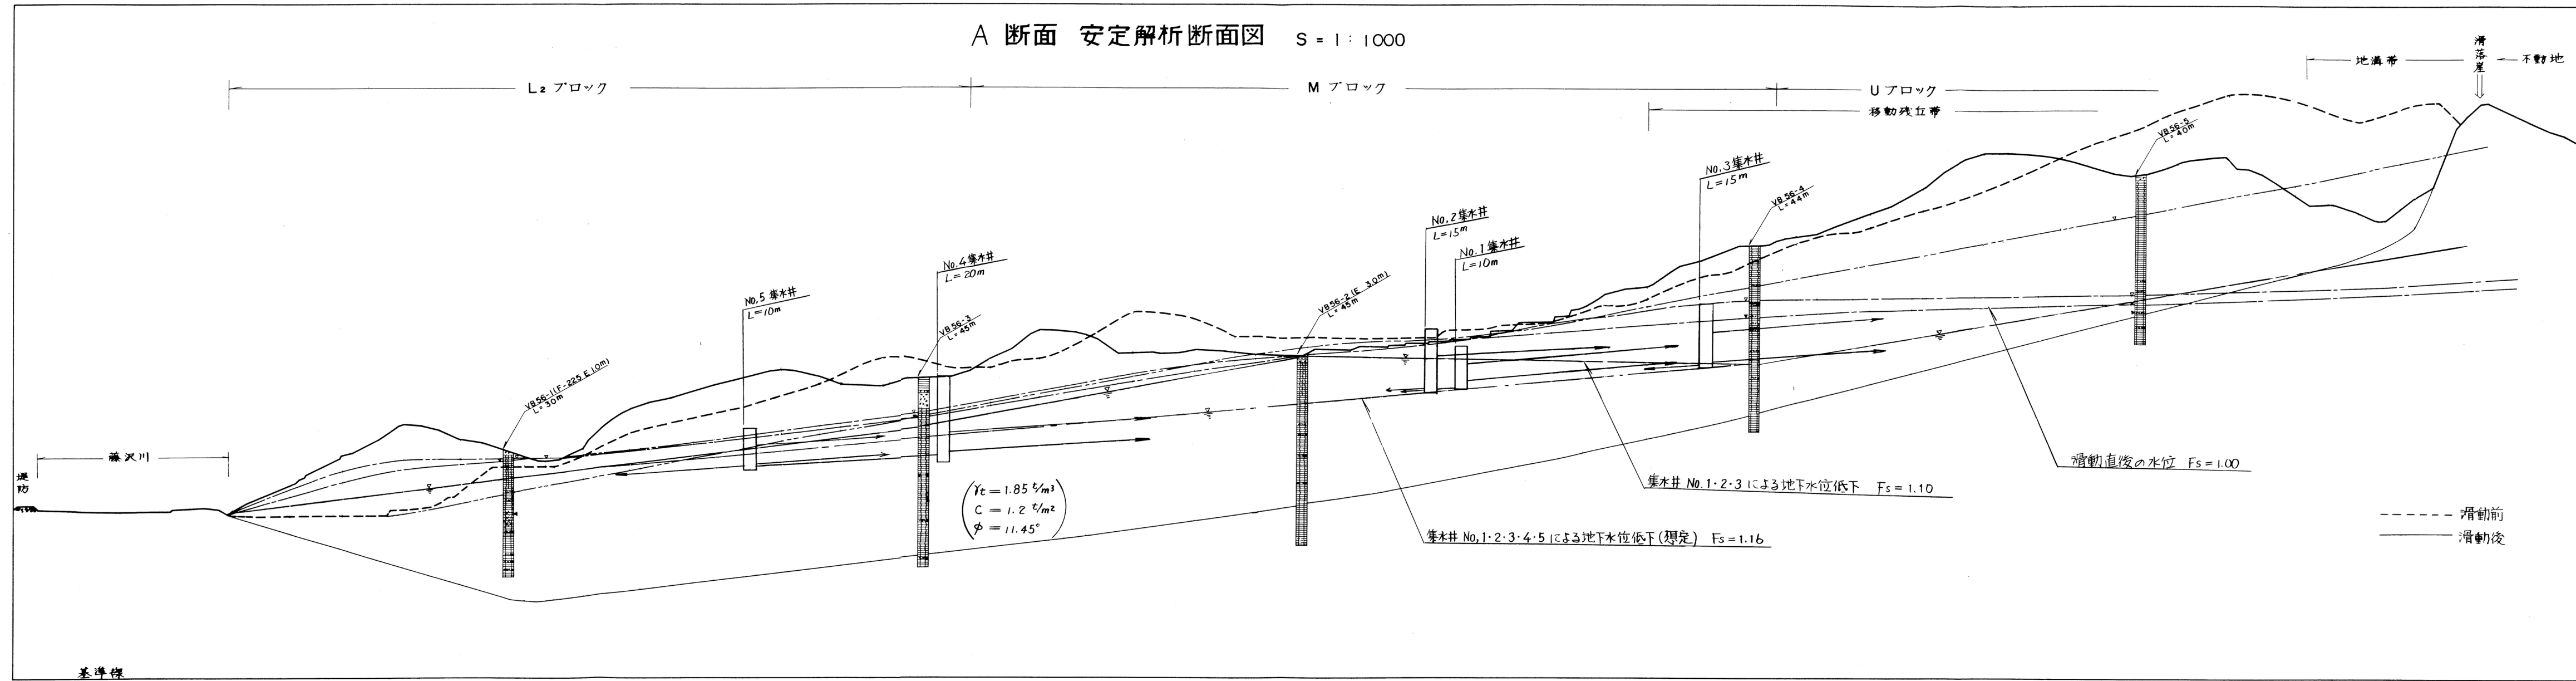 A 断面 安定解析断面図 S = 1 : 1000
L₂ ブロック
M ブロック
U ブロック
移動残丘帯
地溝帯
滑落崖
不動地
VB56-5
L=40m
No.3集水井
L=15m
VB56-4
L=44m
No.2集水井
L=15m
No.1集水井
L=10m
No.4集水井
L=20m
No.5集水井
L=10m
VB56-3
L=45m
VB56-2 (E 3.0m)
L=45m
VB56-1 (F-225 E1.0m)
L=30m
堤防
藤沢川
γt = 1.85 t/m³
C = 1.2 t/m²
φ = 11.45°
滑動直後の水位 Fs = 1.00
集水井 No.1・2・3 による地下水位低下 Fs = 1.10
集水井 No.1・2・3・4・5 による地下水位低下(想定) Fs = 1.16
滑動前
滑動後
基準線